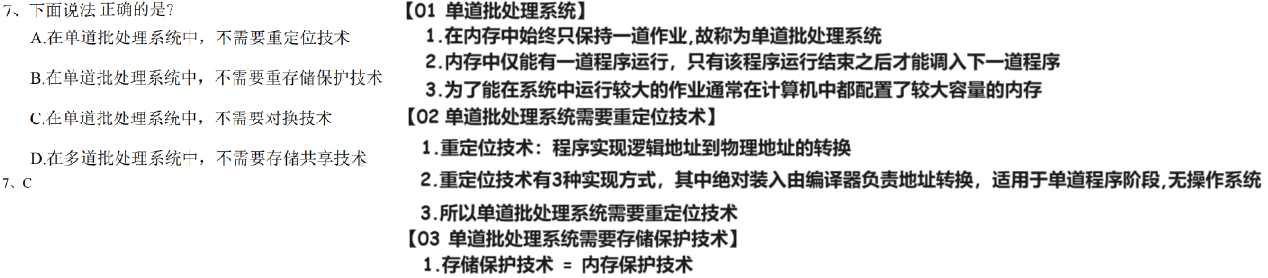 7、下面说法正确的是?
A.在单道批处理系统中，不需要重定位技术
B.在单道批处理系统中，不需要重存储保护技术
C.在单道批处理系统中，不需要对换技术
D.在多道批处理系统中，不需要存储共享技术
7、C
【01 单道批处理系统】
1.在内存中始终只保持一道作业,故称为单道批处理系统
2.内存中仅能有一道程序运行，只有该程序运行结束之后才能调入下一道程序
3.为了能在系统中运行较大的作业通常在计算机中都配置了较大容量的内存
【02 单道批处理系统需要重定位技术】
1.重定位技术：程序实现逻辑地址到物理地址的转换
2.重定位技术有3种实现方式，其中绝对装入由编译器负责地址转换，适用于单道程序阶段,无操作系统
3.所以单道批处理系统需要重定位技术
【03 单道批处理系统需要存储保护技术】
1.存储保护技术 = 内存保护技术